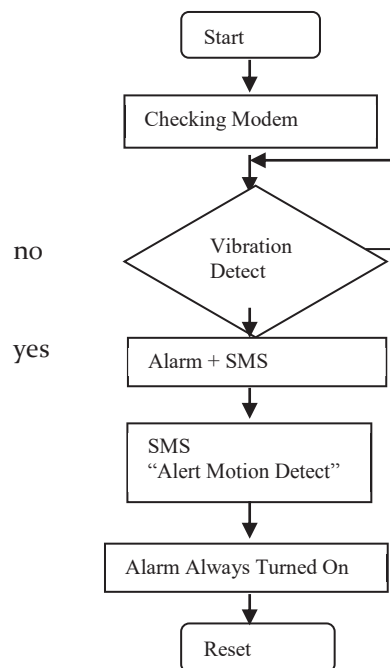 Start
Checking Modem
no
Vibration
Detect
yes
Alarm + SMS
SMS
“Alert Motion Detect”
Alarm Always Turned On
Reset